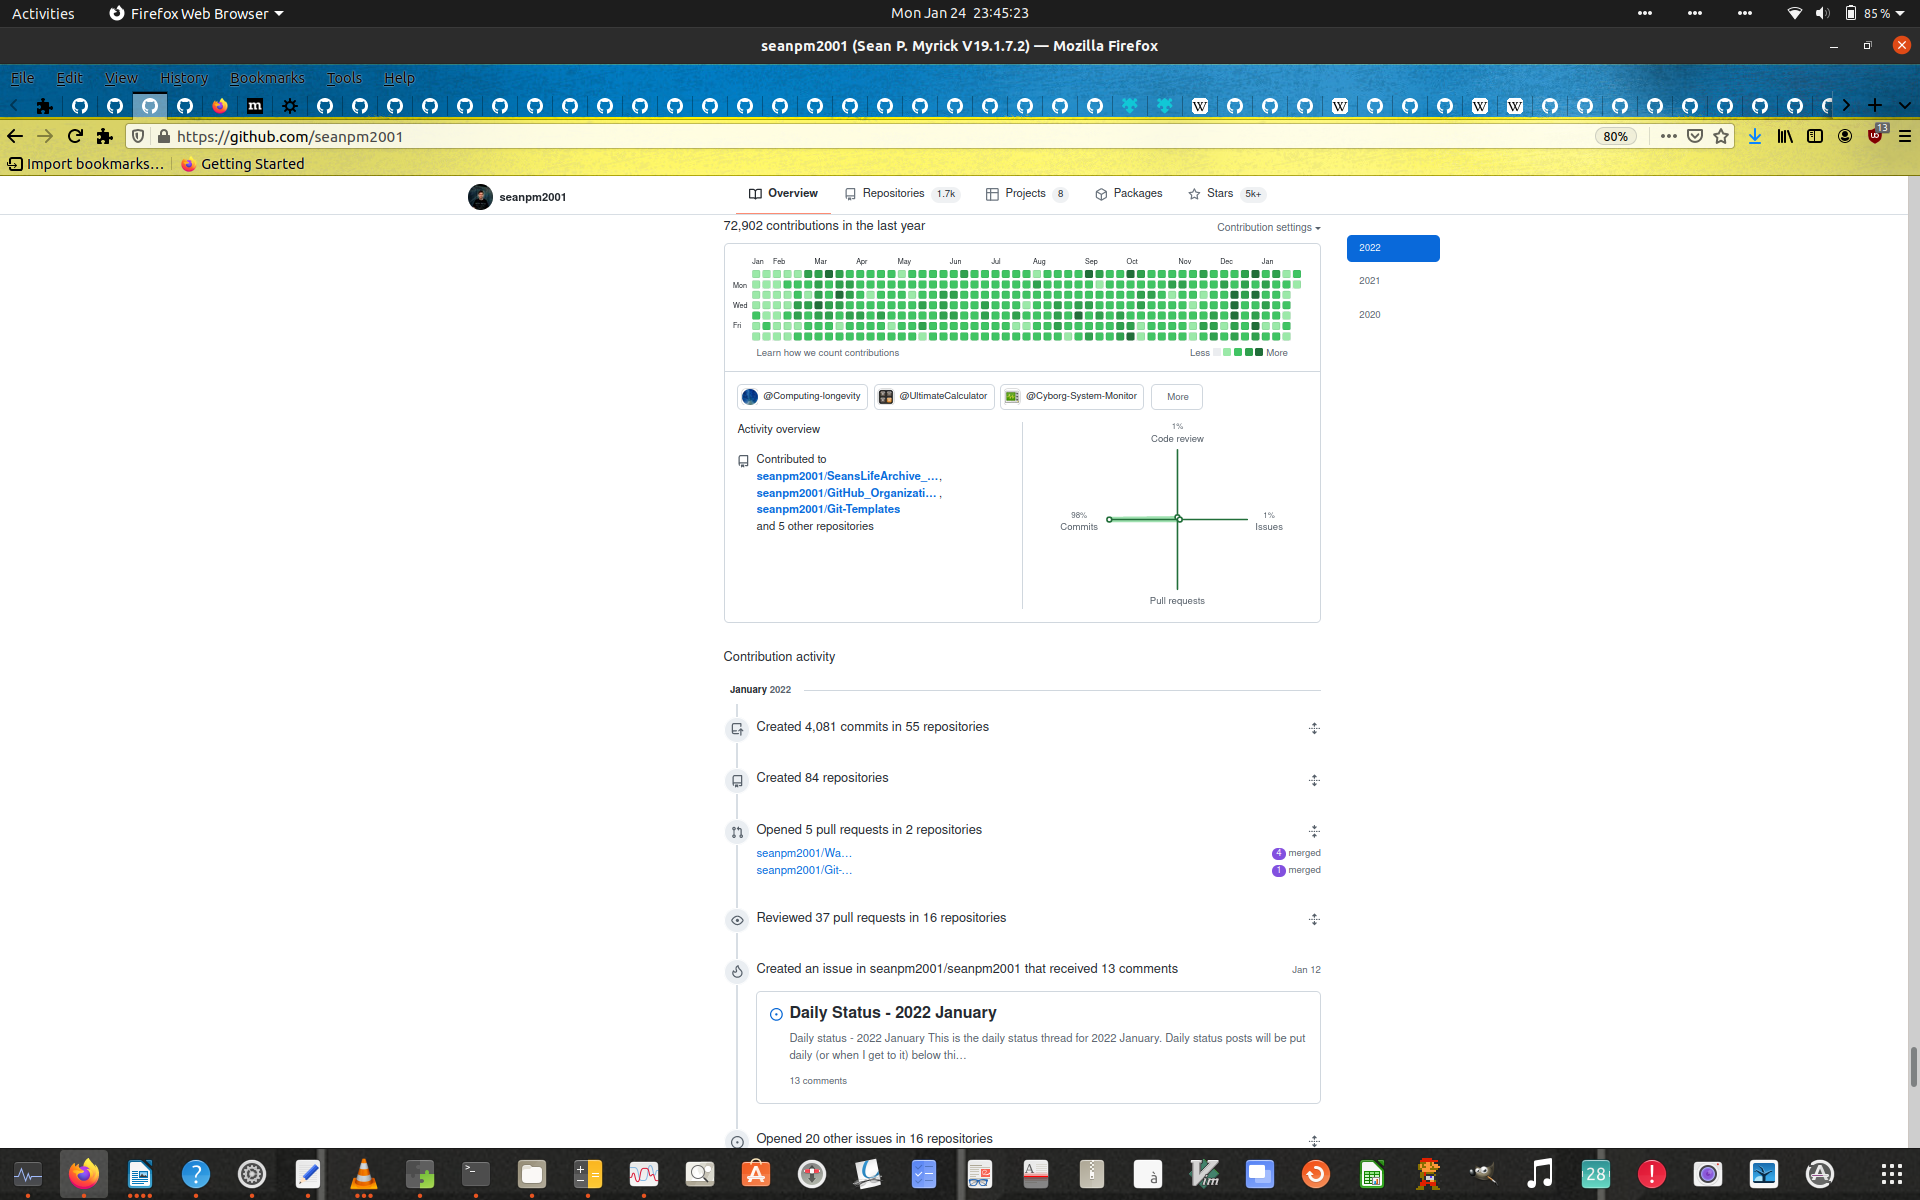 Activities
Firefox Web Browser
Mon Jan 24 23:45:23
85 %
seanpm2001 (Sean P. Myrick V19.1.7.2) — Mozilla Firefox
File Edit View History Bookmarks Tools Help
https://github.com/seanpm2001
80%
13
Import bookmarks…
Getting Started
seanpm2001
Overview
Repositories 1.7k
Projects 8
Packages
Stars 5k+
72,902 contributions in the last year
Contribution settings
2022
2021
2020
Jan Feb Mar Apr May Jun Jul Aug Sep Oct Nov Dec Jan
Mon
Wed
Fri
Learn how we count contributions
Less More
@Computing-longevity
@UltimateCalculator
@Cyborg-System-Monitor
More
Activity overview
Contributed to
seanpm2001/SeansLifeArchive_…,
seanpm2001/GitHub_Organizati… ,
seanpm2001/Git-Templates
and 5 other repositories
1%
Code review
98%
Commits
1%
Issues
Pull requests
Contribution activity
January 2022
Created 4,081 commits in 55 repositories
Created 84 repositories
Opened 5 pull requests in 2 repositories
seanpm2001/Wa…
4 merged
seanpm2001/Git-…
1 merged
Reviewed 37 pull requests in 16 repositories
Created an issue in seanpm2001/seanpm2001 that received 13 comments
Jan 12
Daily Status - 2022 January
Daily status - 2022 January This is the daily status thread for 2022 January. Daily status posts will be put
daily (or when I get to it) below thi…
13 comments
Opened 20 other issues in 16 repositories
28